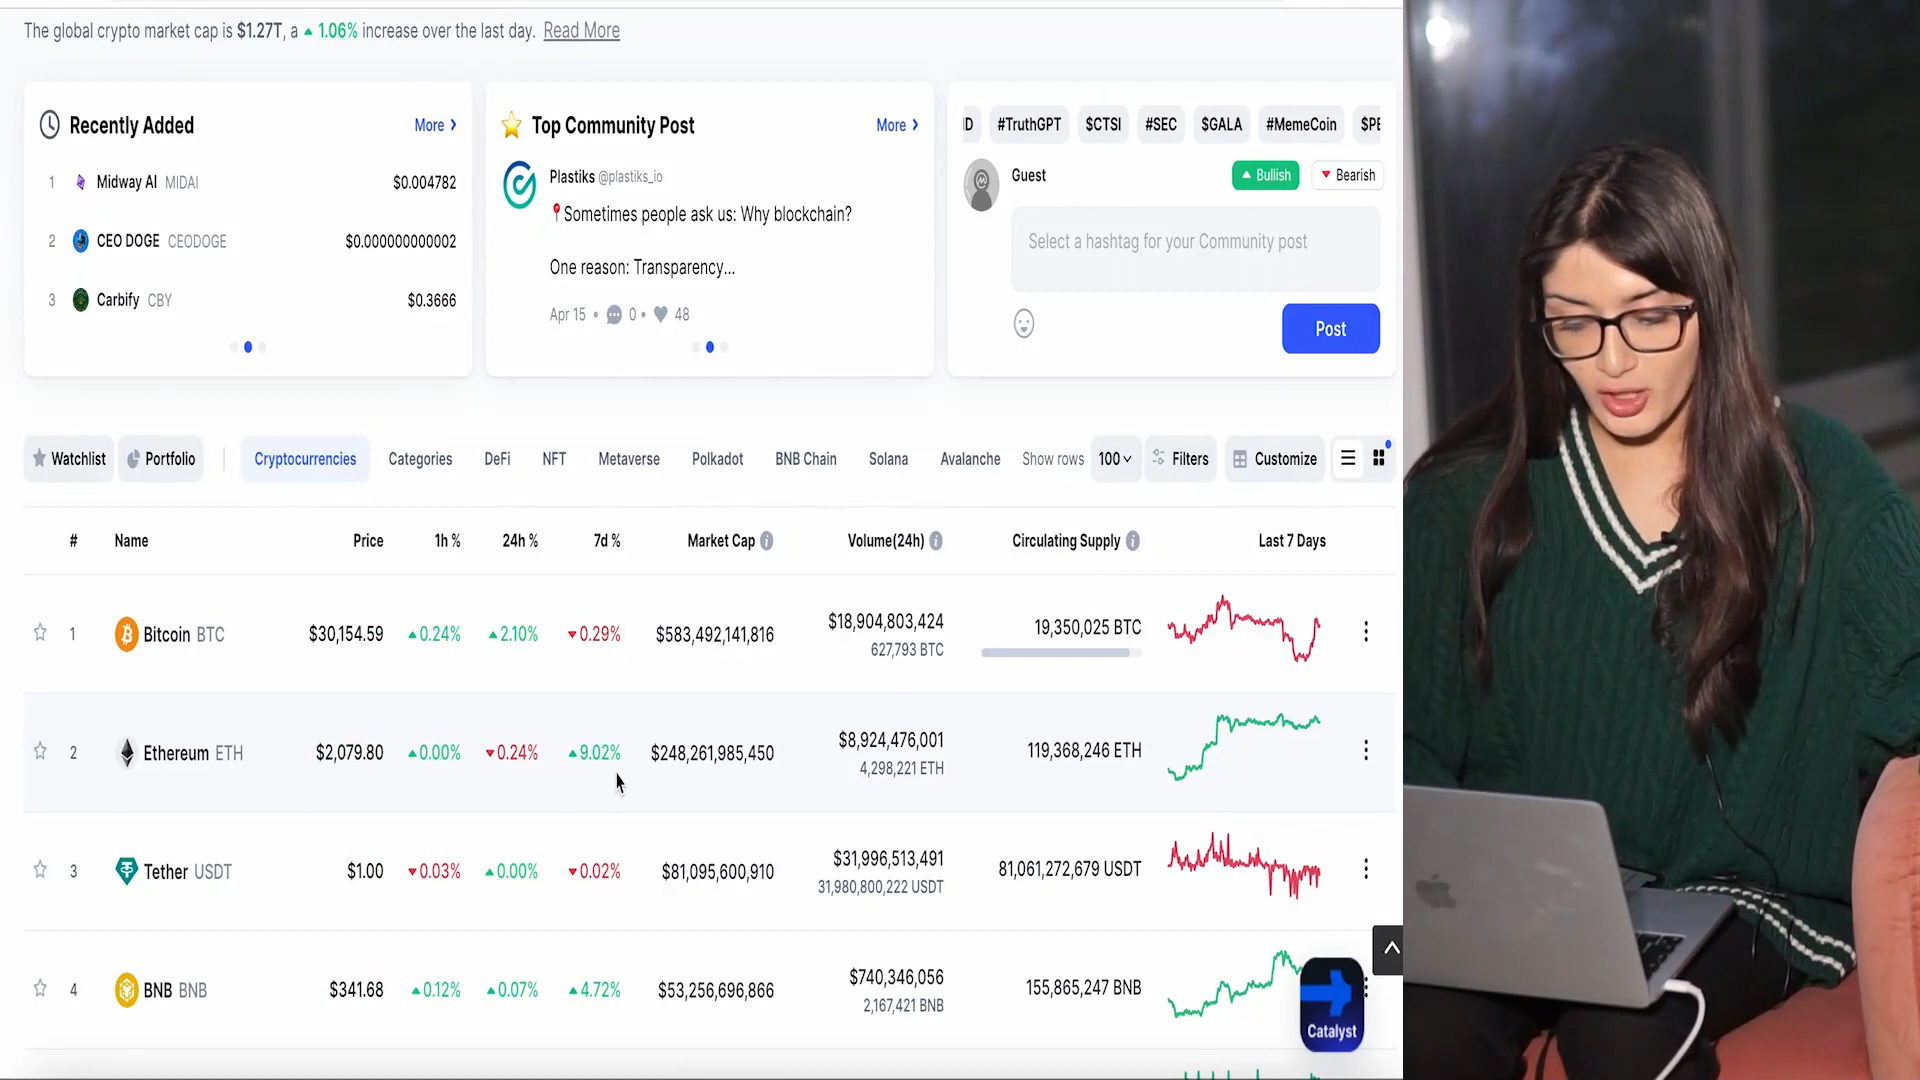 The global crypto market cap is $1.27T, a 1.06% increase over the last day. Read More
Recently Added
More
1 Midway AI MIDAI $0.004782
2 CEO DOGE CEODOGE $0.000000000002
3 Carbify CBY $0.3666
Top Community Post
More
Plastiks @plastiks_io
Sometimes people ask us: Why blockchain?
One reason: Transparency...
Apr 15 • 0 • 48
D #TruthGPT $CTSI #SEC $GALA #MemeCoin $PE
Guest
Bullish Bearish
Select a hashtag for your Community post
Post
Watchlist Portfolio Cryptocurrencies Categories DeFi NFT Metaverse Polkadot BNB Chain Solana Avalanche Show rows 100 Filters Customize
# Name Price 1h % 24h % 7d % Market Cap Volume(24h) Circulating Supply Last 7 Days
1 Bitcoin BTC $30,154.59 0.24% 2.10% 0.29% $583,492,141,816 $18,904,803,424 19,350,025 BTC
627,793 BTC
2 Ethereum ETH $2,079.80 0.00% 0.24% 9.02% $248,261,985,450 $8,924,476,001 119,368,246 ETH
4,298,221 ETH
3 Tether USDT $1.00 0.03% 0.00% 0.02% $81,095,600,910 $31,996,513,491 81,061,272,679 USDT
31,980,800,222 USDT
4 BNB BNB $341.68 0.12% 0.07% 4.72% $53,256,696,866 $740,346,056 155,865,247 BNB
2,167,421 BNB
Catalyst